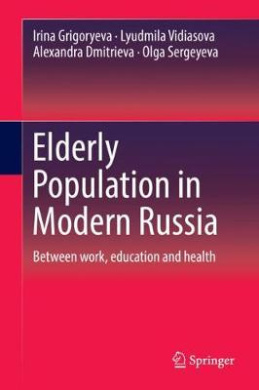 Irina Grigoryeva · Lyudmila Vidiasova
Alexandra Dmitrieva · Olga Sergeyeva
Elderly
Population in
Modern Russia
Between work, education and health
Springer